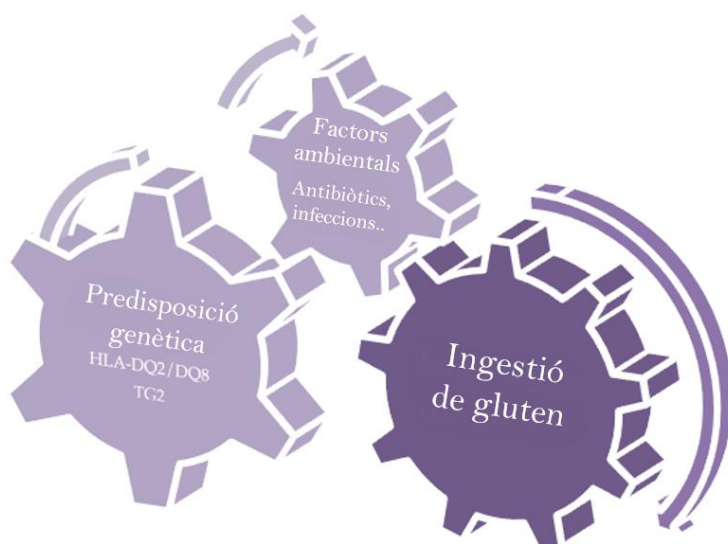 Factors
ambientals
Antibiòtics,
infeccions..
Predisposició
genètica
HLA-DQ2/DQ8
TG2
Ingestió
de gluten